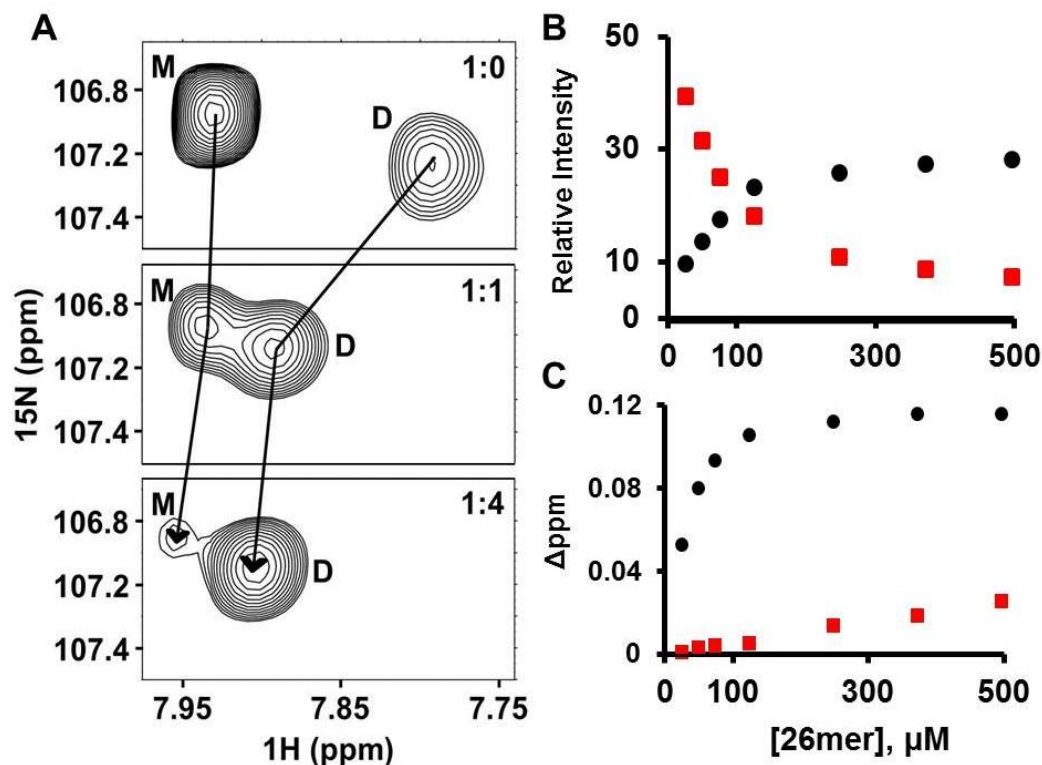 A
M
1:0
106.8
D
107.2
107.4
M
1:1
106.8
D
107.2
107.4
M
1:4
106.8
D
107.2
107.4
15N (ppm)
7.95
7.85
7.75
1H (ppm)
B
50
30
10
0
Relative Intensity
0
100
300
500
C
0.12
0.08
0.04
0
Δppm
0
100
300
500
[26mer], μM